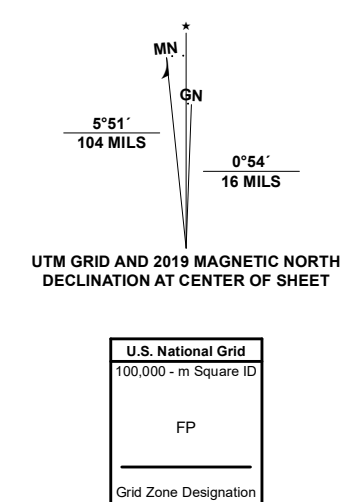 ★
MN
GN
5°51´
104 MILS
0°54´
16 MILS
UTM GRID AND 2019 MAGNETIC NORTH
DECLINATION AT CENTER OF SHEET
U.S. National Grid
100,000 - m Square ID
FP
Grid Zone Designation